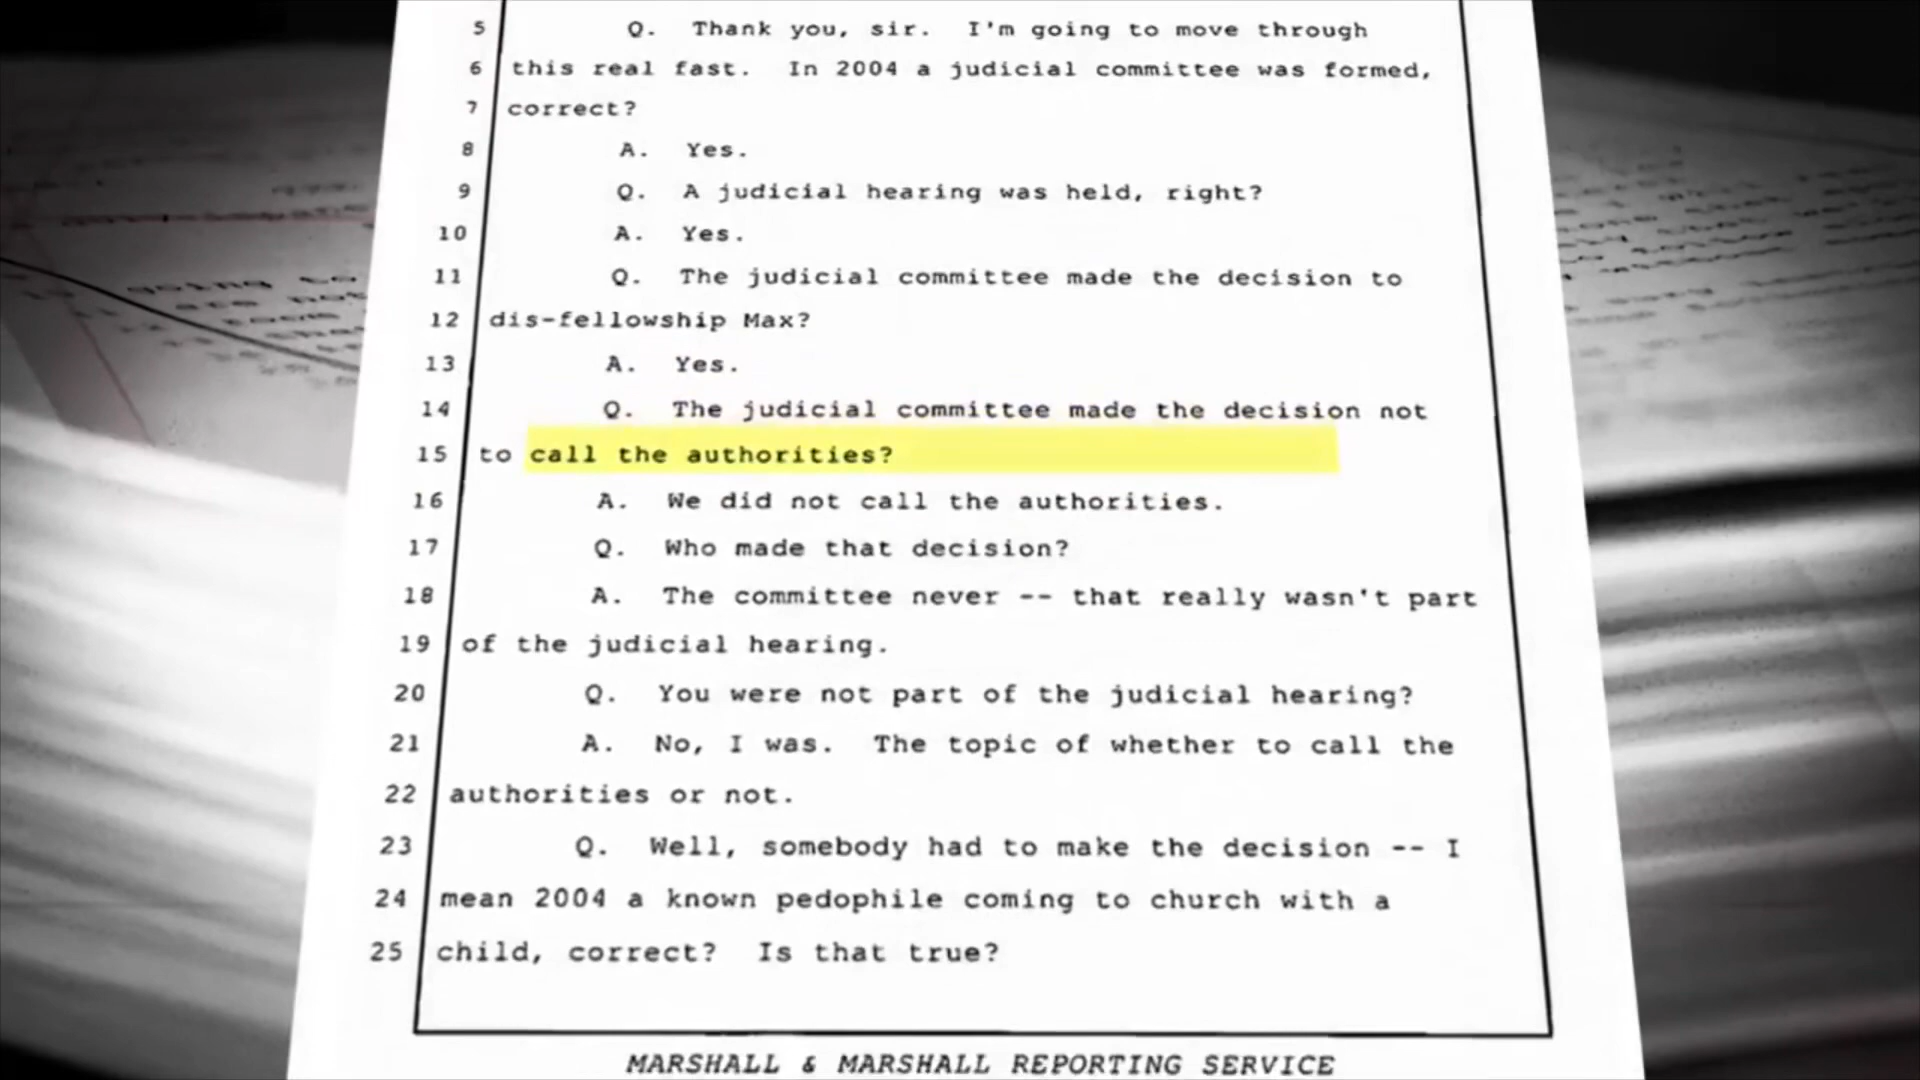 5 Q. Thank you, sir. I'm going to move through
6 this real fast. In 2004 a judicial committee was formed,
7 correct?
8 A. Yes.
9 Q. A judicial hearing was held, right?
10 A. Yes.
11 Q. The judicial committee made the decision to
12 dis-fellowship Max?
13 A. Yes.
14 Q. The judicial committee made the decision not
15 to call the authorities?
16 A. We did not call the authorities.
17 Q. Who made that decision?
18 A. The committee never -- that really wasn't part
19 of the judicial hearing.
20 Q. You were not part of the judicial hearing?
21 A. No, I was. The topic of whether to call the
22 authorities or not.
23 Q. Well, somebody had to make the decision -- I
24 mean 2004 a known pedophile coming to church with a
25 child, correct? Is that true?
MARSHALL & MARSHALL REPORTING SERVICE